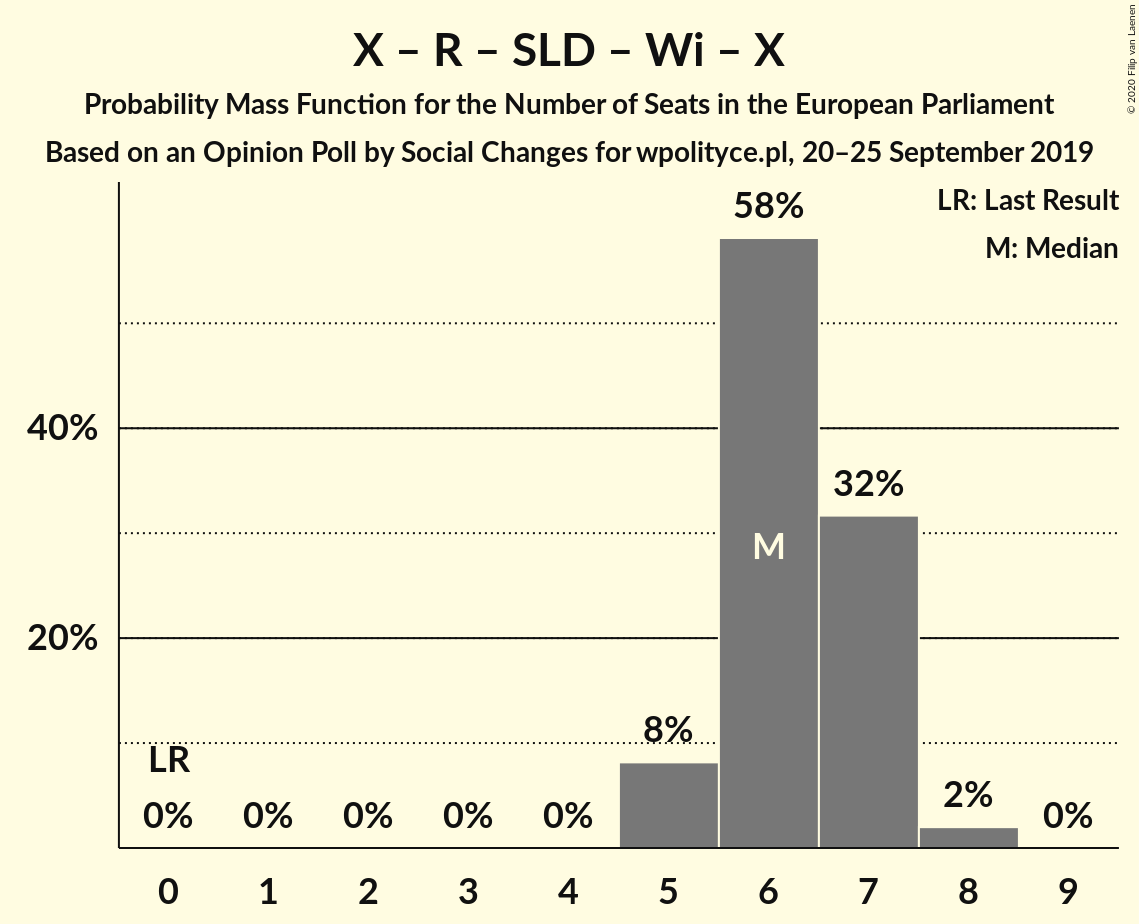 X – R – SLD – Wi – X
Probability Mass Function for the Number of Seats in the European Parliament
Based on an Opinion Poll by Social Changes for wpolityce.pl, 20–25 September 2019
© 2020 Filip van Laenen
LR: Last Result
M: Median
58%
40%
32%
M
20%
8%
LR
2%
0% 0% 0% 0% 0% 0%
0 1 2 3 4 5 6 7 8 9